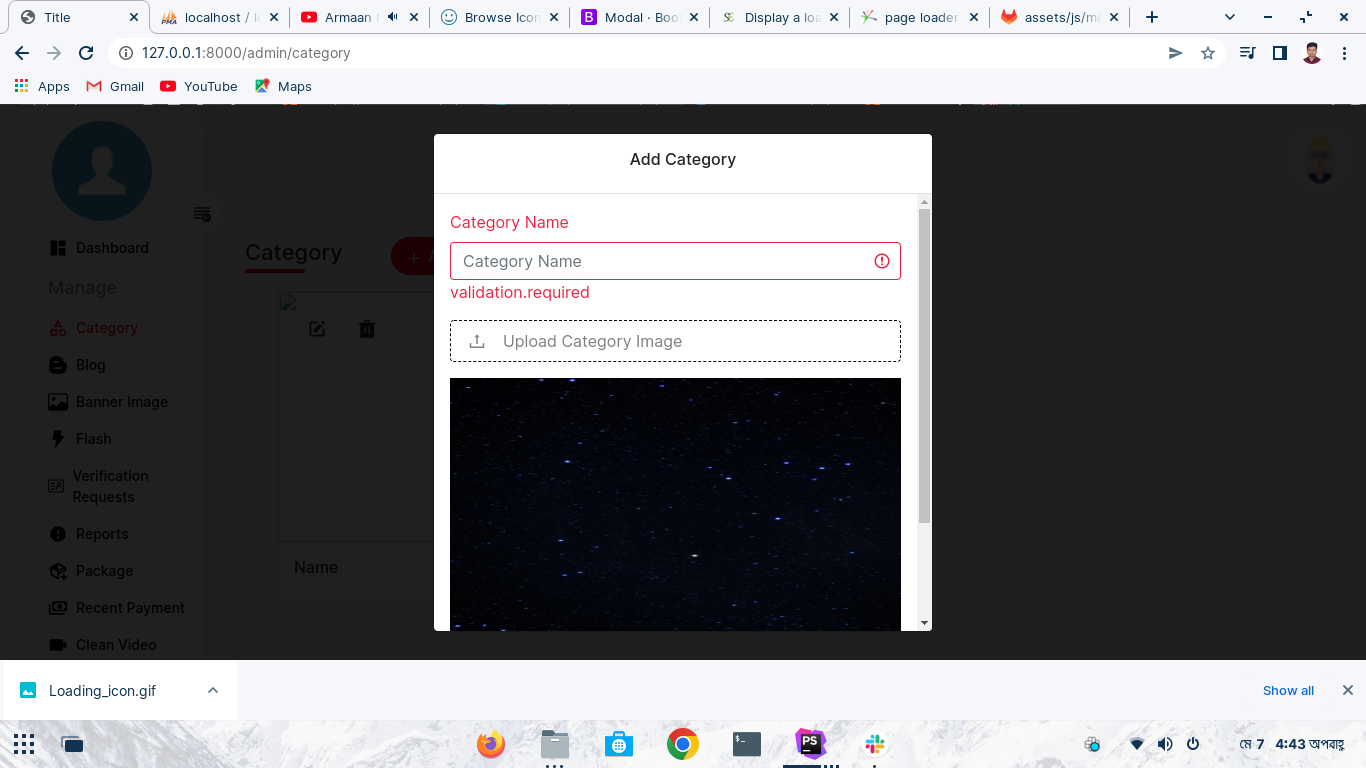 Title
localhost / lo
Armaan
Browse Icon
Modal · Boo
Display a loa
page loader
assets/js/ma
127.0.0.1:8000/admin/category
Apps
Gmail
YouTube
Maps
Add Category
Category Name
Category Name
validation.required
Upload Category Image
Category
+ A
Dashboard
Manage
Category
Blog
Banner Image
Flash
Verification
Requests
Reports
Package
Recent Payment
Clean Video
Name
Loading_icon.gif
Show all
মে 7 4:43 অপরাহ্ণ